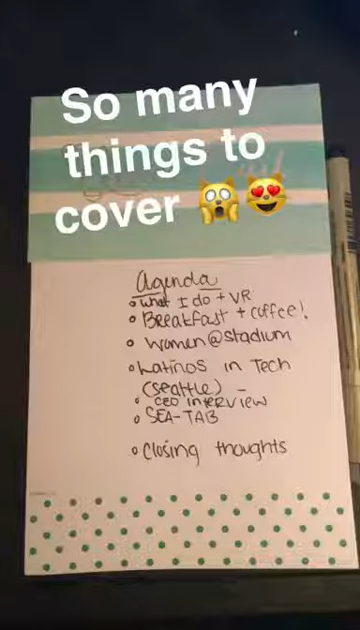 So many
things to
cover 🙀😻
Agenda
• What I do + VR
• Breakfast + coffee!
• Women @ stadium
• Latinos in Tech
(seattle) –
• CEO INTERVIEW
• SEA-TAB
• Closing thoughts